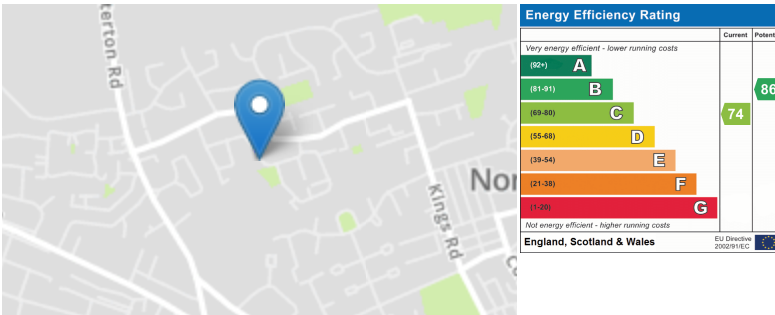 terton Rd
Kings Rd
Nor
Energy Efficiency Rating
Current Potent
Very energy efficient - lower running costs
(92+) A
(81-91) B 86
(69-80) C 74
(55-68) D
(39-54) E
(21-38) F
(1-20) G
Not energy efficient - higher running costs
England, Scotland & Wales
EU Directive
2002/91/EC